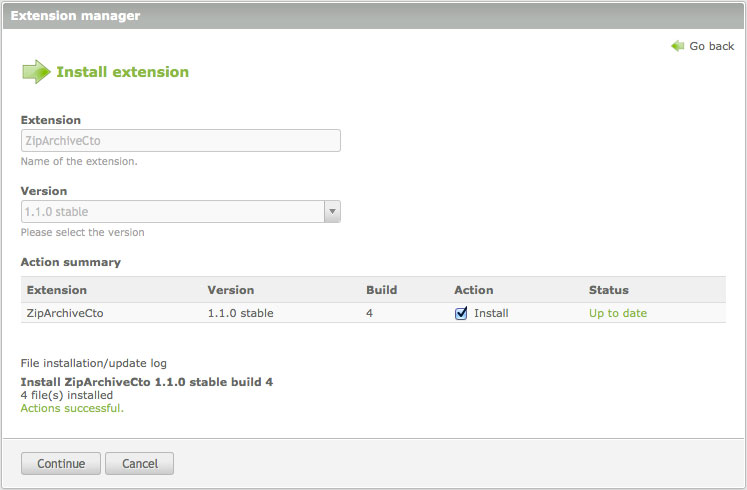 Extension manager
Go back
Install extension
Extension
ZipArchiveCto
Name of the extension.
Version
1.1.0 stable
Please select the version
Action summary
Extension Version Build Action Status
ZipArchiveCto 1.1.0 stable 4 Install Up to date
File installation/update log
Install ZipArchiveCto 1.1.0 stable build 4
4 file(s) installed
Actions successful.
Continue Cancel